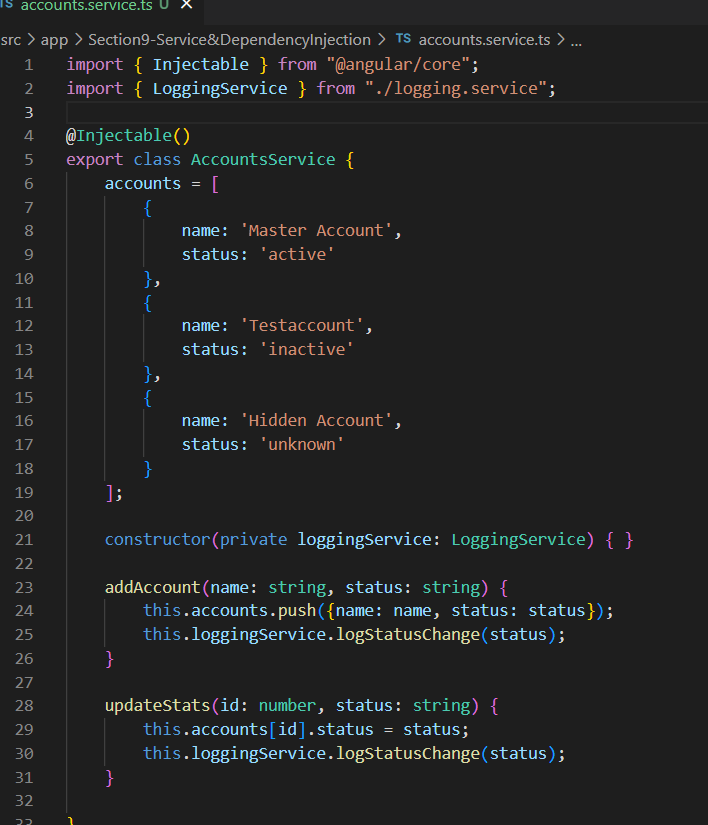 TS accounts.service.ts U ×
src > app > Section9-Service&DependencyInjection > TS accounts.service.ts > ...
1 import { Injectable } from "@angular/core";
2 import { LoggingService } from "./logging.service";
3
4 @Injectable()
5 export class AccountsService {
6 accounts = [
7 {
8 name: 'Master Account',
9 status: 'active'
10 },
11 {
12 name: 'Testaccount',
13 status: 'inactive'
14 },
15 {
16 name: 'Hidden Account',
17 status: 'unknown'
18 }
19 ];
20
21 constructor(private loggingService: LoggingService) { }
22
23 addAccount(name: string, status: string) {
24 this.accounts.push({name: name, status: status});
25 this.loggingService.logStatusChange(status);
26 }
27
28 updateStats(id: number, status: string) {
29 this.accounts[id].status = status;
30 this.loggingService.logStatusChange(status);
31 }
32
33 }